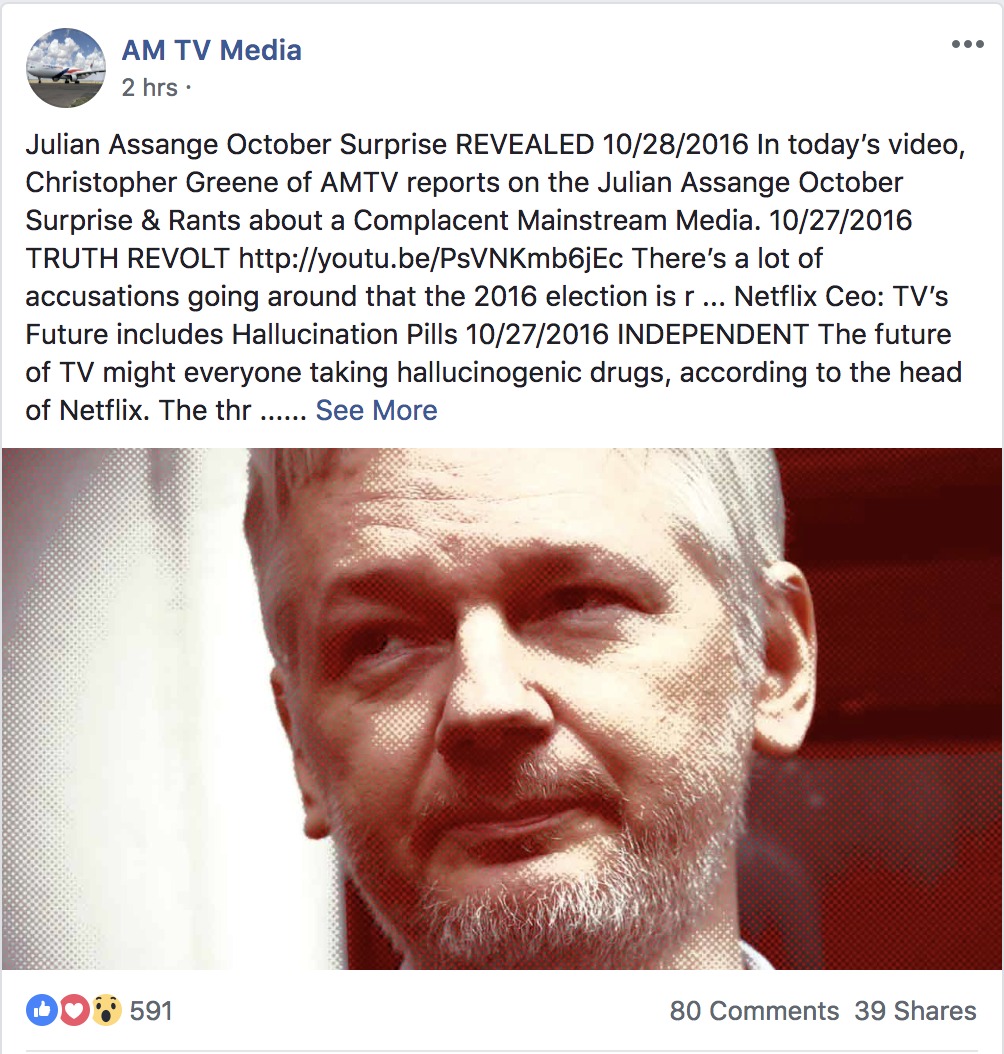 AM TV Media
2 hrs ·
Julian Assange October Surprise REVEALED 10/28/2016 In today’s video,
Christopher Greene of AMTV reports on the Julian Assange October
Surprise & Rants about a Complacent Mainstream Media. 10/27/2016
TRUTH REVOLT http://youtu.be/PsVNKmb6jEc There’s a lot of
accusations going around that the 2016 election is r ... Netflix Ceo: TV’s
Future includes Hallucination Pills 10/27/2016 INDEPENDENT The future
of TV might everyone taking hallucinogenic drugs, according to the head
of Netflix. The thr ...... See More
591
80 Comments 39 Shares